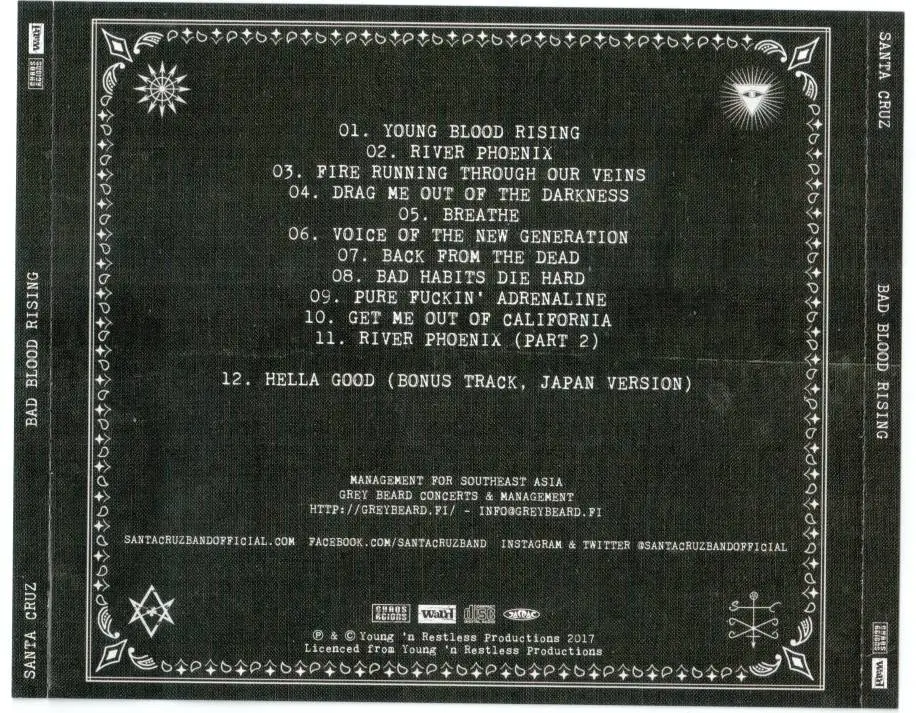 01. YOUNG BLOOD RISING
02. RIVER PHOENIX
03. FIRE RUNNING THROUGH OUR VEINS
04. DRAG ME OUT OF THE DARKNESS
05. BREATHE
06. VOICE OF THE NEW GENERATION
07. BACK FROM THE DEAD
08. BAD HABITS DIE HARD
09. PURE FUCKIN' ADRENALINE
10. GET ME OUT OF CALIFORNIA
11. RIVER PHOENIX (PART 2)
12. HELLA GOOD (BONUS TRACK, JAPAN VERSION)
MANAGEMENT FOR SOUTHEAST ASIA
GREY BEARD CONCERTS & MANAGEMENT
HTTP://GREYBEARD.FI/ - INFO@GREYBEARD.FI
SANTACRUZBANDOFFICIAL.COM FACEBOOK.COM/SANTACRUZBAND INSTAGRAM & TWITTER @SANTACRUZBANDOFFICIAL
disc JASRAC
℗ & © Young 'n Restless Productions 2017
Licenced from Young 'n Restless Productions
SANTA CRUZ
BAD BLOOD RISING
SANTA CRUZ
BAD BLOOD RISING